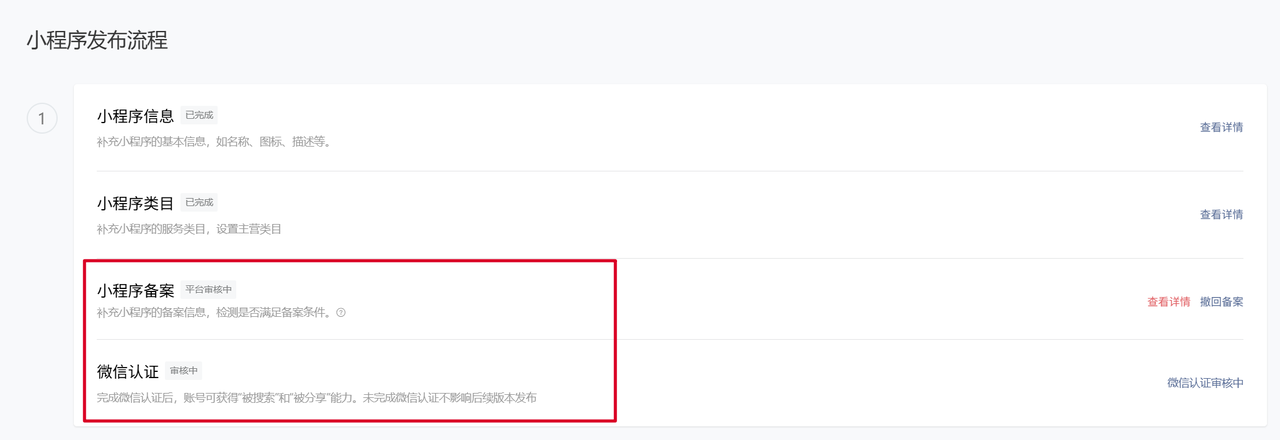 小程序发布流程
1
小程序信息 已完成
补充小程序的基本信息，如名称、图标、描述等。
查看详情
小程序类目 已完成
补充小程序的服务类目，设置主营类目
查看详情
小程序备案 平台审核中
补充小程序的备案信息，检测是否满足备案条件。?
查看详情 撤回备案
微信认证 审核中
完成微信认证后，账号可获得“被搜索”和“被分享”能力。未完成微信认证不影响后续版本发布
微信认证审核中